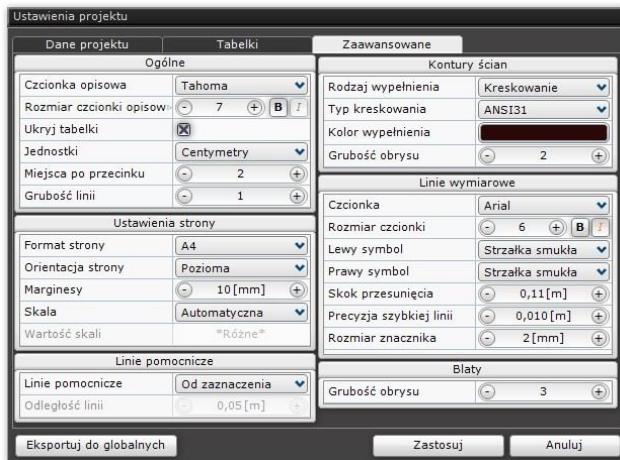 Ustawienia projektu
Dane projektu
Tabelki
Zaawansowane
Ogólne
Czcionka opisowa
Tahoma
Rozmiar czcionki opisow
7
B
I
Ukryj tabelki
Jednostki
Centymetry
Miejsca po przecinku
2
Grubość linii
1
Ustawienia strony
Format strony
A4
Orientacja strony
Pozioma
Marginesy
10[mm]
Skala
Automatyczna
Wartość skali
*Różne*
Linie pomocnicze
Linie pomocnicze
Od zaznaczenia
Odległość linii
0,05[m]
Kontury ścian
Rodzaj wypełnienia
Kreskowanie
Typ kreskowania
ANSI31
Kolor wypełnienia
Grubość obrysu
2
Linie wymiarowe
Czcionka
Arial
Rozmiar czcionki
6
B
I
Lewy symbol
Strzałka smukła
Prawy symbol
Strzałka smukła
Skok przesunięcia
0,11[m]
Precyzja szybkiej linii
0,010[m]
Rozmiar znacznika
2[mm]
Blaty
Grubość obrysu
3
Eksportuj do globalnych
Zastosuj
Anuluj